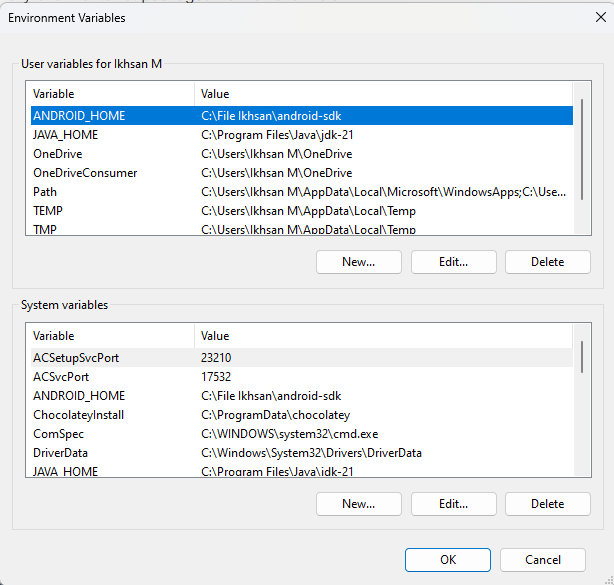 Environment Variables
User variables for Ikhsan M
Variable Value
ANDROID_HOME C:\File Ikhsan\android-sdk
JAVA_HOME C:\Program Files\Java\jdk-21
OneDrive C:\Users\Ikhsan M\OneDrive
OneDriveConsumer C:\Users\Ikhsan M\OneDrive
Path C:\Users\Ikhsan M\AppData\Local\Microsoft\WindowsApps;C:\Use...
TEMP C:\Users\Ikhsan M\AppData\Local\Temp
TMP C:\Users\Ikhsan M\AppData\Local\Temp
New... Edit... Delete
System variables
Variable Value
ACSetupSvcPort 23210
ACSvcPort 17532
ANDROID_HOME C:\File Ikhsan\android-sdk
ChocolateyInstall C:\ProgramData\chocolatey
ComSpec C:\WINDOWS\system32\cmd.exe
DriverData C:\Windows\System32\Drivers\DriverData
JAVA_HOME C:\Program Files\Java\jdk-21
New... Edit... Delete
OK Cancel